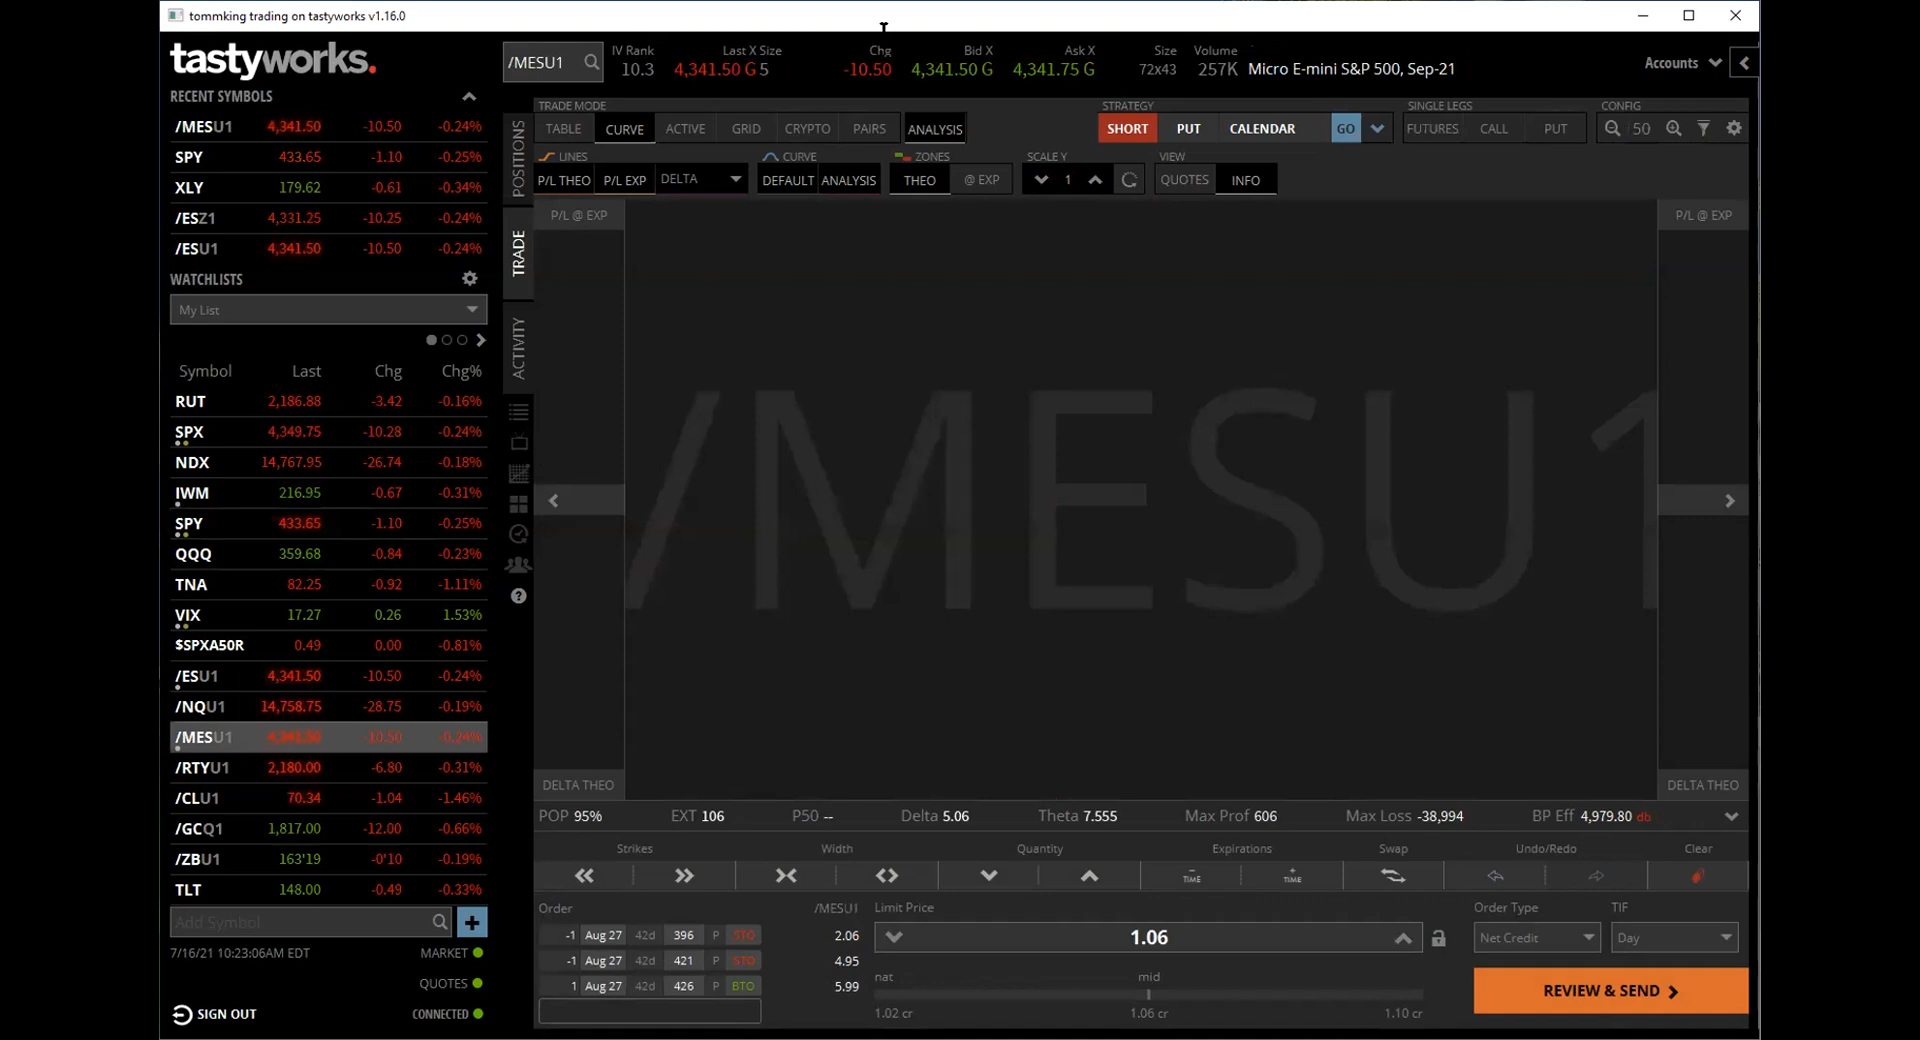 tommking trading on tastyworks v1.16.0
tastyworks.
/MESU1
IV Rank
10.3
Last X Size
4,341.50 G 5
Chg
-10.50
Bid X
4,341.50 G
Ask X
4,341.75 G
Size
72x43
Volume
257K
Micro E-mini S&P 500, Sep-21
Accounts
RECENT SYMBOLS
/MESU1 4,341.50 -10.50 -0.24%
SPY 433.65 -1.10 -0.25%
XLY 179.62 -0.61 -0.34%
/ESZ1 4,331.25 -10.25 -0.24%
/ESU1 4,341.50 -10.50 -0.24%
WATCHLISTS
My List
Symbol Last Chg Chg%
RUT 2,186.88 -3.42 -0.16%
SPX 4,349.75 -10.28 -0.24%
NDX 14,767.95 -26.74 -0.18%
IWM 216.95 -0.67 -0.31%
SPY 433.65 -1.10 -0.25%
QQQ 359.68 -0.84 -0.23%
TNA 82.25 -0.92 -1.11%
VIX 17.27 0.26 1.53%
$SPXA50R 0.49 0.00 -0.81%
/ESU1 4,341.50 -10.50 -0.24%
/NQU1 14,758.75 -28.75 -0.19%
/MESU1 4,341.50 -10.50 -0.24%
/RTYU1 2,180.00 -6.80 -0.31%
/CLU1 70.34 -1.04 -1.46%
/GCQ1 1,817.00 -12.00 -0.66%
/ZBU1 163'19 -0'10 -0.19%
TLT 148.00 -0.49 -0.33%
Add Symbol
7/16/21 10:23:06AM EDT MARKET
QUOTES
SIGN OUT CONNECTED
POSITIONS
TRADE
ACTIVITY
TRADE MODE
TABLE CURVE ACTIVE GRID CRYPTO PAIRS ANALYSIS
STRATEGY
SHORT PUT CALENDAR GO
SINGLE LEGS
FUTURES CALL PUT
CONFIG
50
LINES
P/L THEO P/L EXP DELTA
CURVE
DEFAULT ANALYSIS
ZONES
THEO @ EXP
SCALE Y
1
VIEW
QUOTES INFO
P/L @ EXP P/L @ EXP
/MESU1
DELTA THEO DELTA THEO
POP 95% EXT 106 P50 -- Delta 5.06 Theta 7.555 Max Prof 606 Max Loss -38,994 BP Eff 4,979.80 db
Strikes Width Quantity Expirations Swap Undo/Redo Clear
TIME TIME
Order /MESU1
-1 Aug 27 42d 396 P STO 2.06
-1 Aug 27 42d 421 P STO 4.95
1 Aug 27 42d 426 P BTO 5.99
Limit Price
1.06
nat mid
1.02 cr 1.06 cr 1.10 cr
Order Type TIF
Net Credit Day
REVIEW & SEND